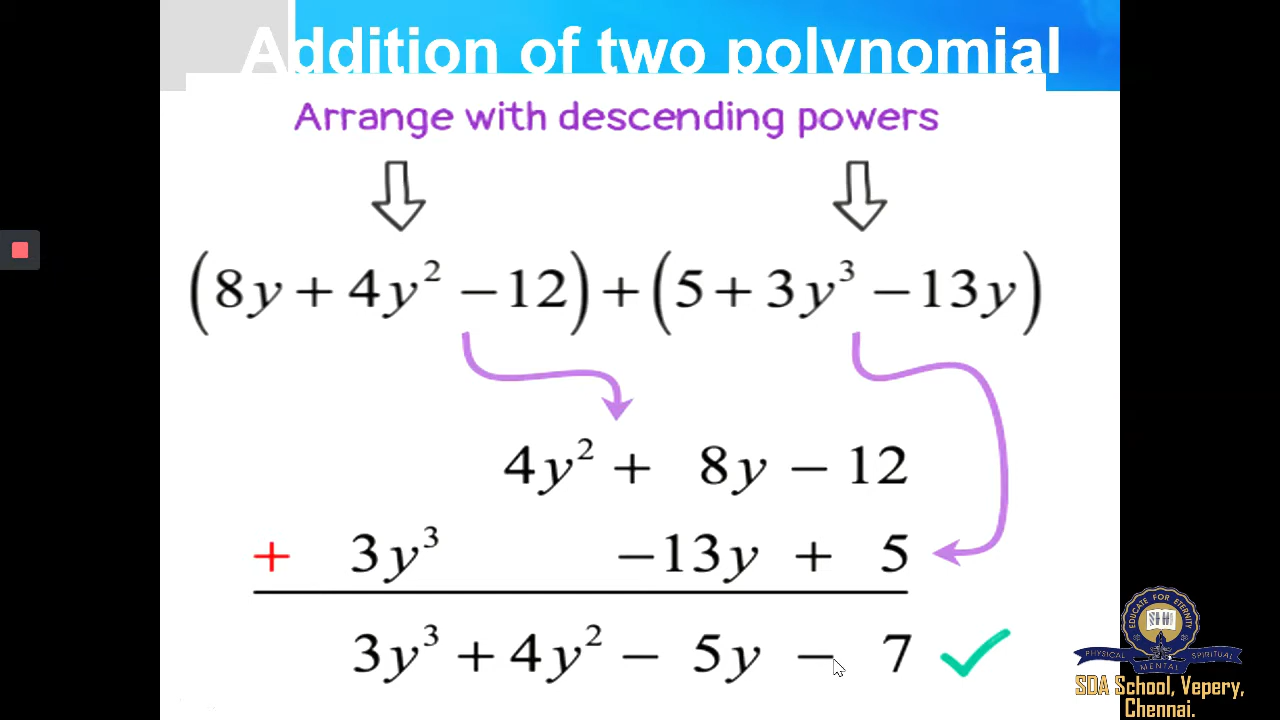 Addition of two polynomial
Arrange with descending powers
(8y + 4y² − 12) + (5 + 3y³ − 13y)
4y² + 8y − 12
+ 3y³ −13y + 5
3y³ + 4y² − 5y − 7
EDUCATE FOR ETERNITY
PHYSICAL MENTAL SPIRITUAL
SDA School, Vepery,
Chennai.